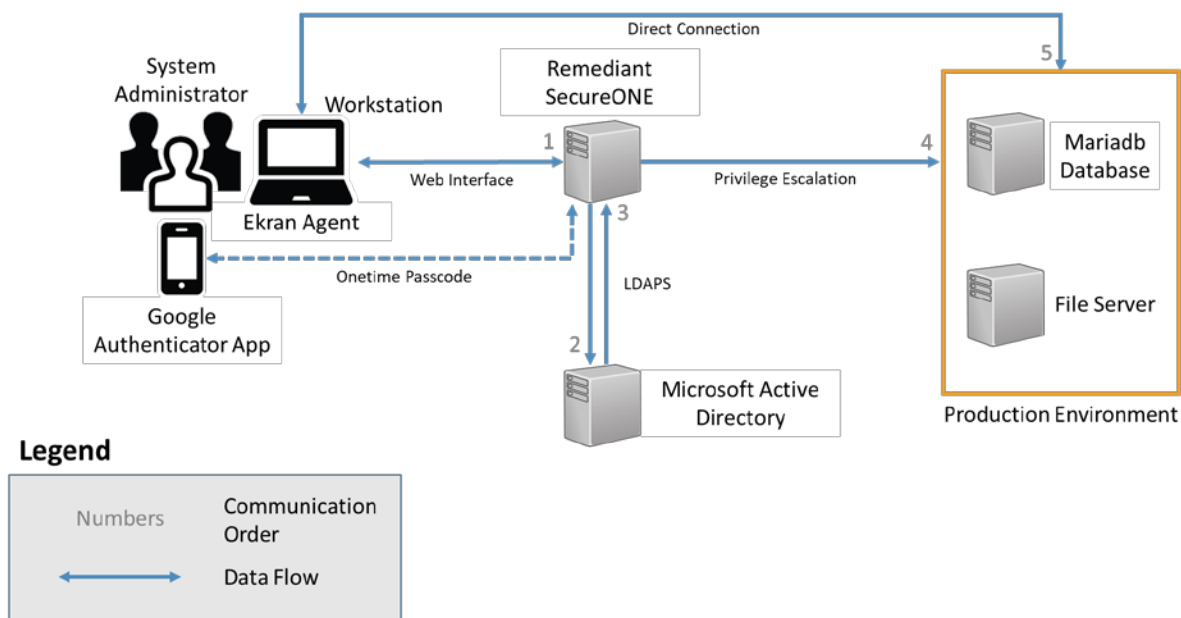 Direct Connection
5
System
Administrator
Workstation
Remediant
SecureONE
1
Web Interface
4
Privilege Escalation
Mariadb
Database
Ekran Agent
3
Onetime Passcode
LDAPS
File Server
Google
Authenticator App
2
Microsoft Active
Directory
Production Environment
Legend
Numbers
Communication
Order
Data Flow